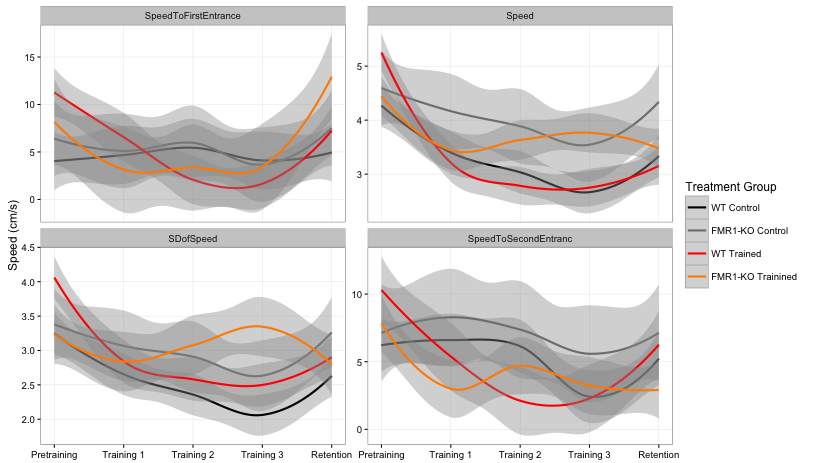 SpeedToFirstEntrance
Speed
15
10
5
0
5
4
3
Speed (cm/s)
SDofSpeed
SpeedToSecondEntranc
4.5
4.0
3.5
3.0
2.5
2.0
10
5
0
Pretraining Training 1 Training 2 Training 3 Retention
Pretraining Training 1 Training 2 Training 3 Retention
Treatment Group
WT Control
FMR1-KO Control
WT Trained
FMR1-KO Trainined